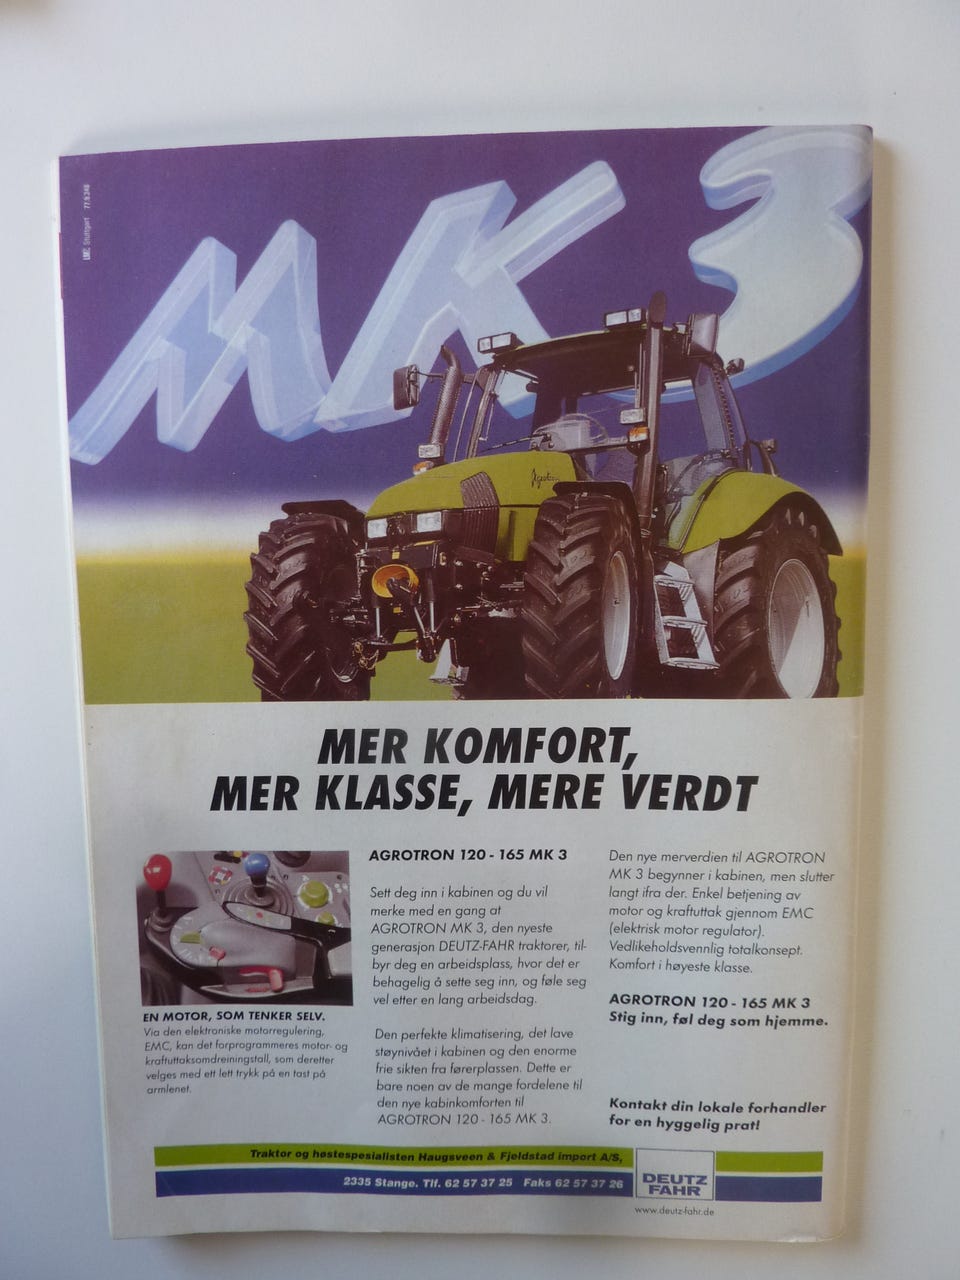 LMC Stuttgart 77.9.248
MK 3
Agrotron
MER KOMFORT,
MER KLASSE, MERE VERDT
EN MOTOR, SOM TENKER SELV.
Via den elektroniske motorregulering,
EMC, kan det forprogrammeres motor- og
kraftuttaksomdreiningstall, som deretter
velges med ett lett trykk på en tast på
armlenet.
AGROTRON 120 - 165 MK 3
Sett deg inn i kabinen og du vil
merke med en gang at
AGROTRON MK 3, den nyeste
generasjon DEUTZ-FAHR traktorer, til-
byr deg en arbeidsplass, hvor det er
behagelig å sette seg inn, og føle seg
vel etter en lang arbeidsdag.
Den perfekte klimatisering, det lave
støynivået i kabinen og den enorme
frie sikten fra førerplassen. Dette er
bare noen av de mange fordelene til
den nye kabinkomforten til
AGROTRON 120 - 165 MK 3.
Den nye merverdien til AGROTRON
MK 3 begynner i kabinen, men slutter
langt ifra der. Enkel betjening av
motor og kraftuttak gjennom EMC
(elektrisk motor regulator).
Vedlikeholdsvennlig totalkonsept.
Komfort i høyeste klasse.
AGROTRON 120 - 165 MK 3
Stig inn, føl deg som hjemme.
Kontakt din lokale forhandler
for en hyggelig prat!
Traktor og høstespesialisten Haugsveen & Fjeldstad import A/S,
2335 Stange. Tlf. 62 57 37 25 Faks 62 57 37 26
DEUTZ
FAHR
www.deutz-fahr.de